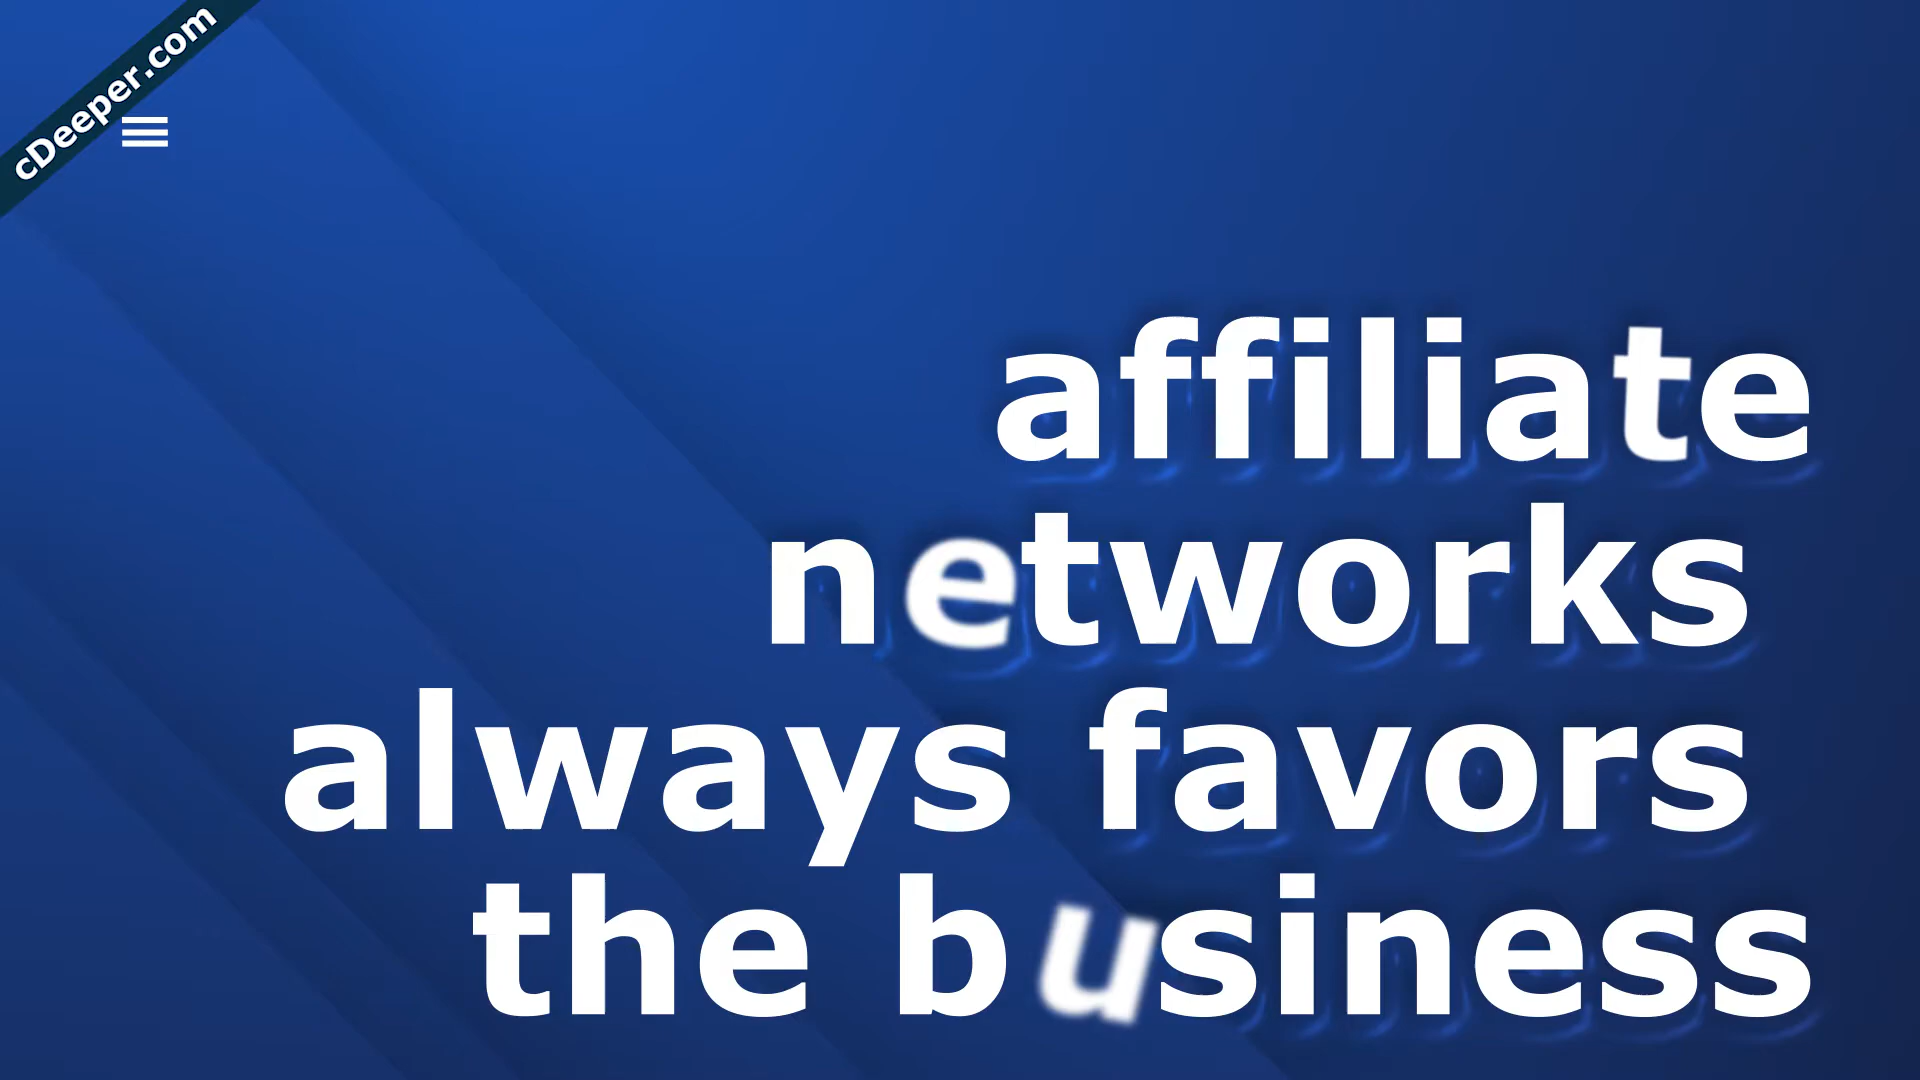 cDeeper.com
affiliate
networks
always favors
the business